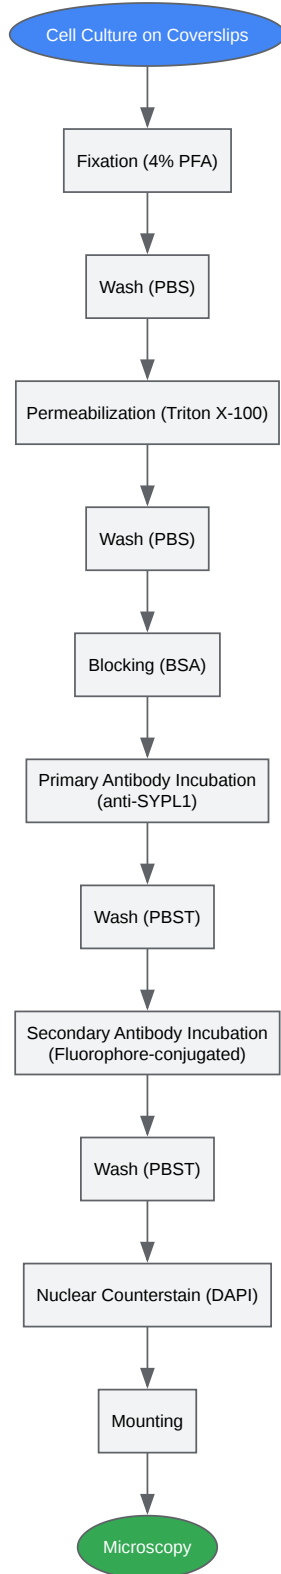 Cell Culture on Coverslips
Fixation (4% PFA)
Wash (PBS)
Permeabilization (Triton X-100)
Wash (PBS)
Blocking (BSA)
Primary Antibody Incubation
(anti-SYPL1)
Wash (PBST)
Secondary Antibody Incubation
(Fluorophore-conjugated)
Wash (PBST)
Nuclear Counterstain (DAPI)
Mounting
Microscopy